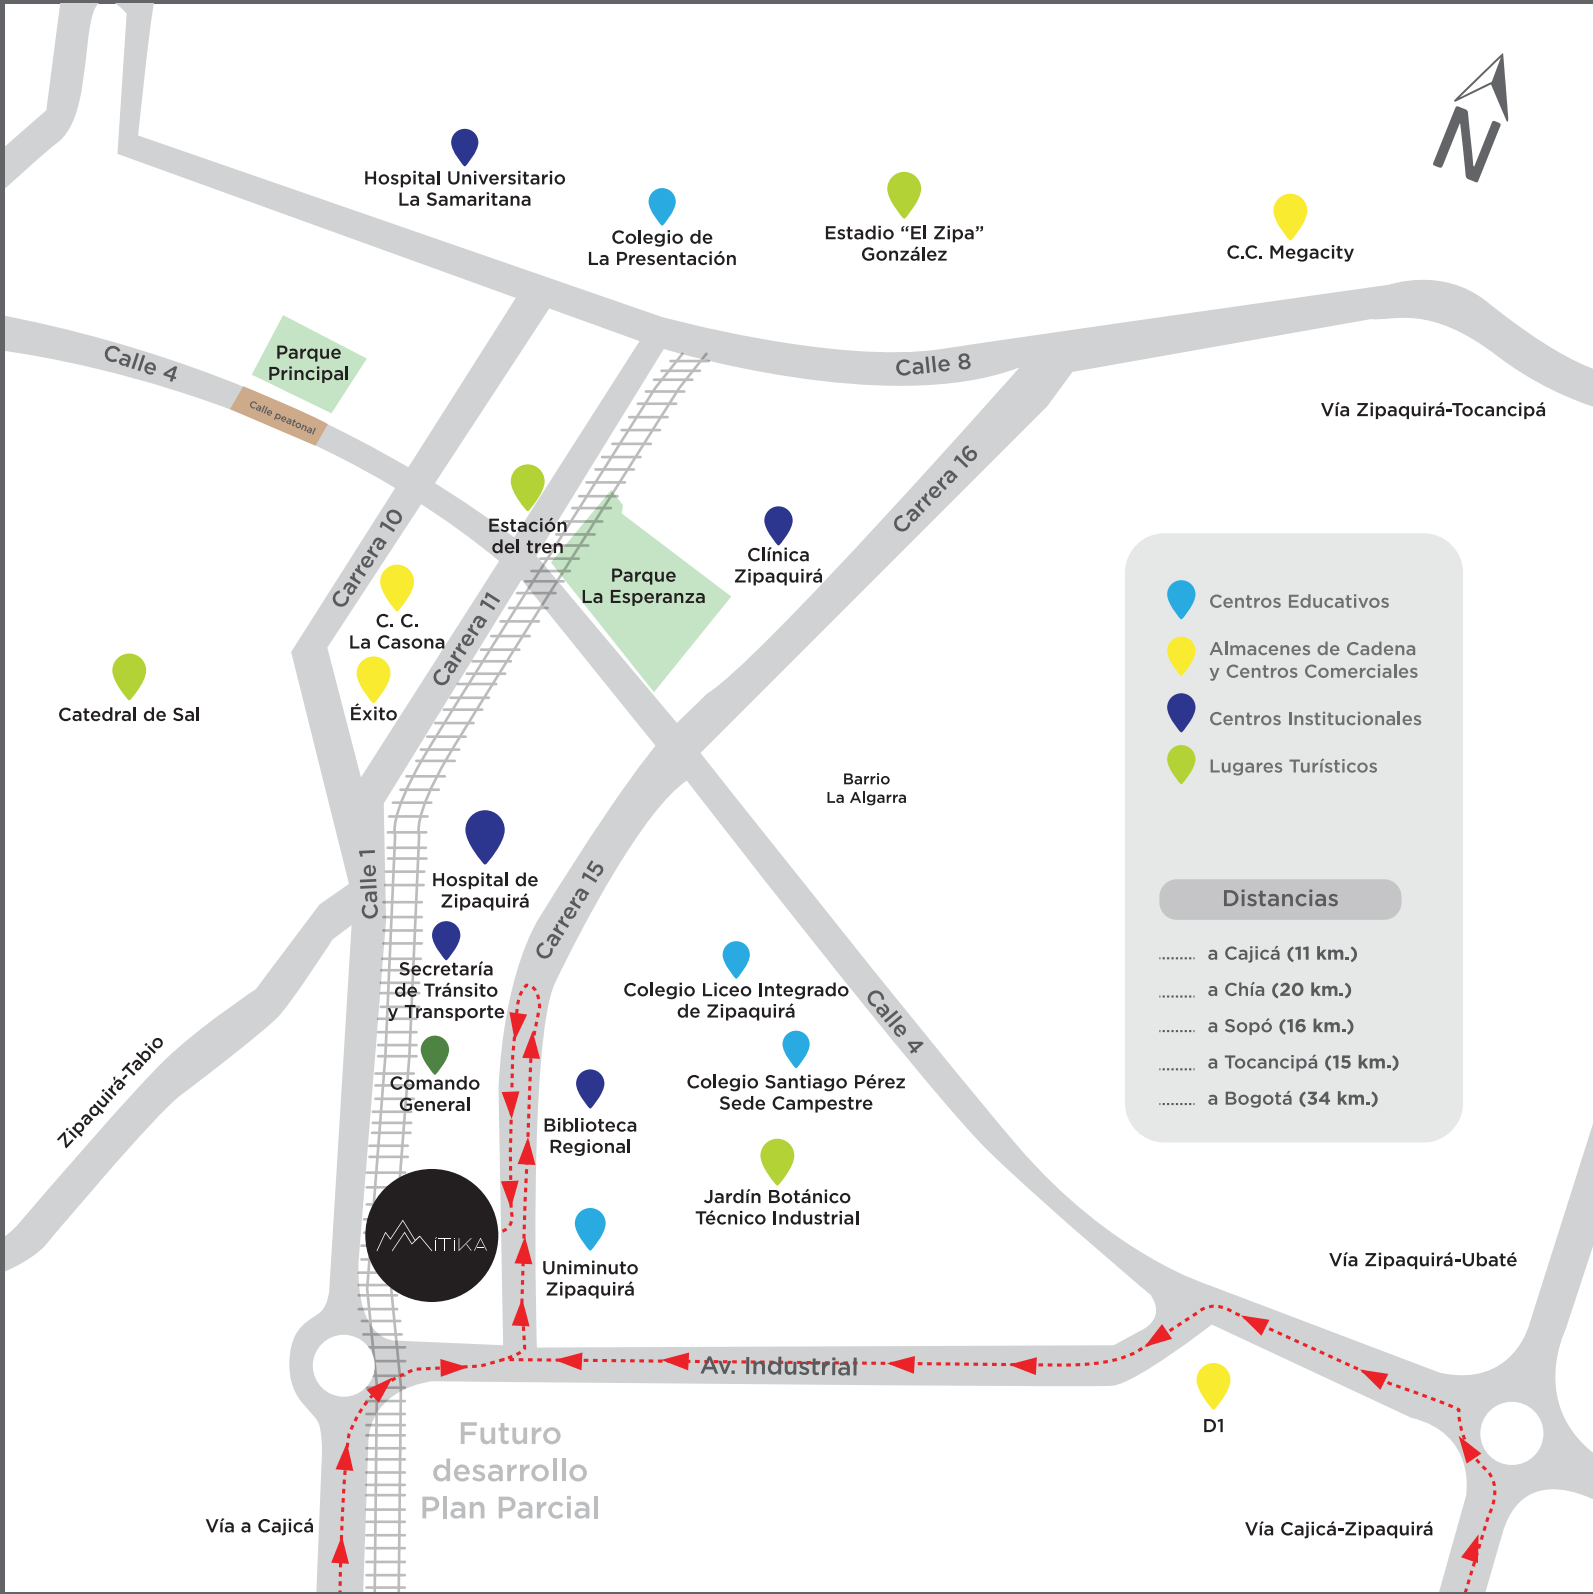 N
Hospital Universitario
La Samaritana
Colegio de
La Presentación
Estadio “El Zipa”
González
C.C. Megacity
Calle 4
Parque
Principal
Calle peatonal
Calle 8
Vía Zipaquirá-Tocancipá
Carrera 10
Estación
del tren
Carrera 16
Clínica
Zipaquirá
Parque
La Esperanza
C. C.
La Casona
Carrera 11
Catedral de Sal
Éxito
Centros Educativos
Almacenes de Cadena
y Centros Comerciales
Centros Institucionales
Lugares Turísticos
Barrio
La Algarra
Calle 1
Hospital de
Zipaquirá
Carrera 15
Distancias
a Cajicá (11 km.)
a Chía (20 km.)
a Sopó (16 km.)
a Tocancipá (15 km.)
a Bogotá (34 km.)
Secretaría
de Tránsito
y Transporte
Colegio Liceo Integrado
de Zipaquirá
Calle 4
Zipaquirá-Tabio
Comando
General
Colegio Santiago Pérez
Sede Campestre
Biblioteca
Regional
Jardín Botánico
Técnico Industrial
MÍTIKA
Uniminuto
Zipaquirá
Vía Zipaquirá-Ubaté
Av. Industrial
D1
Futuro
desarrollo
Plan Parcial
Vía a Cajicá
Vía Cajicá-Zipaquirá